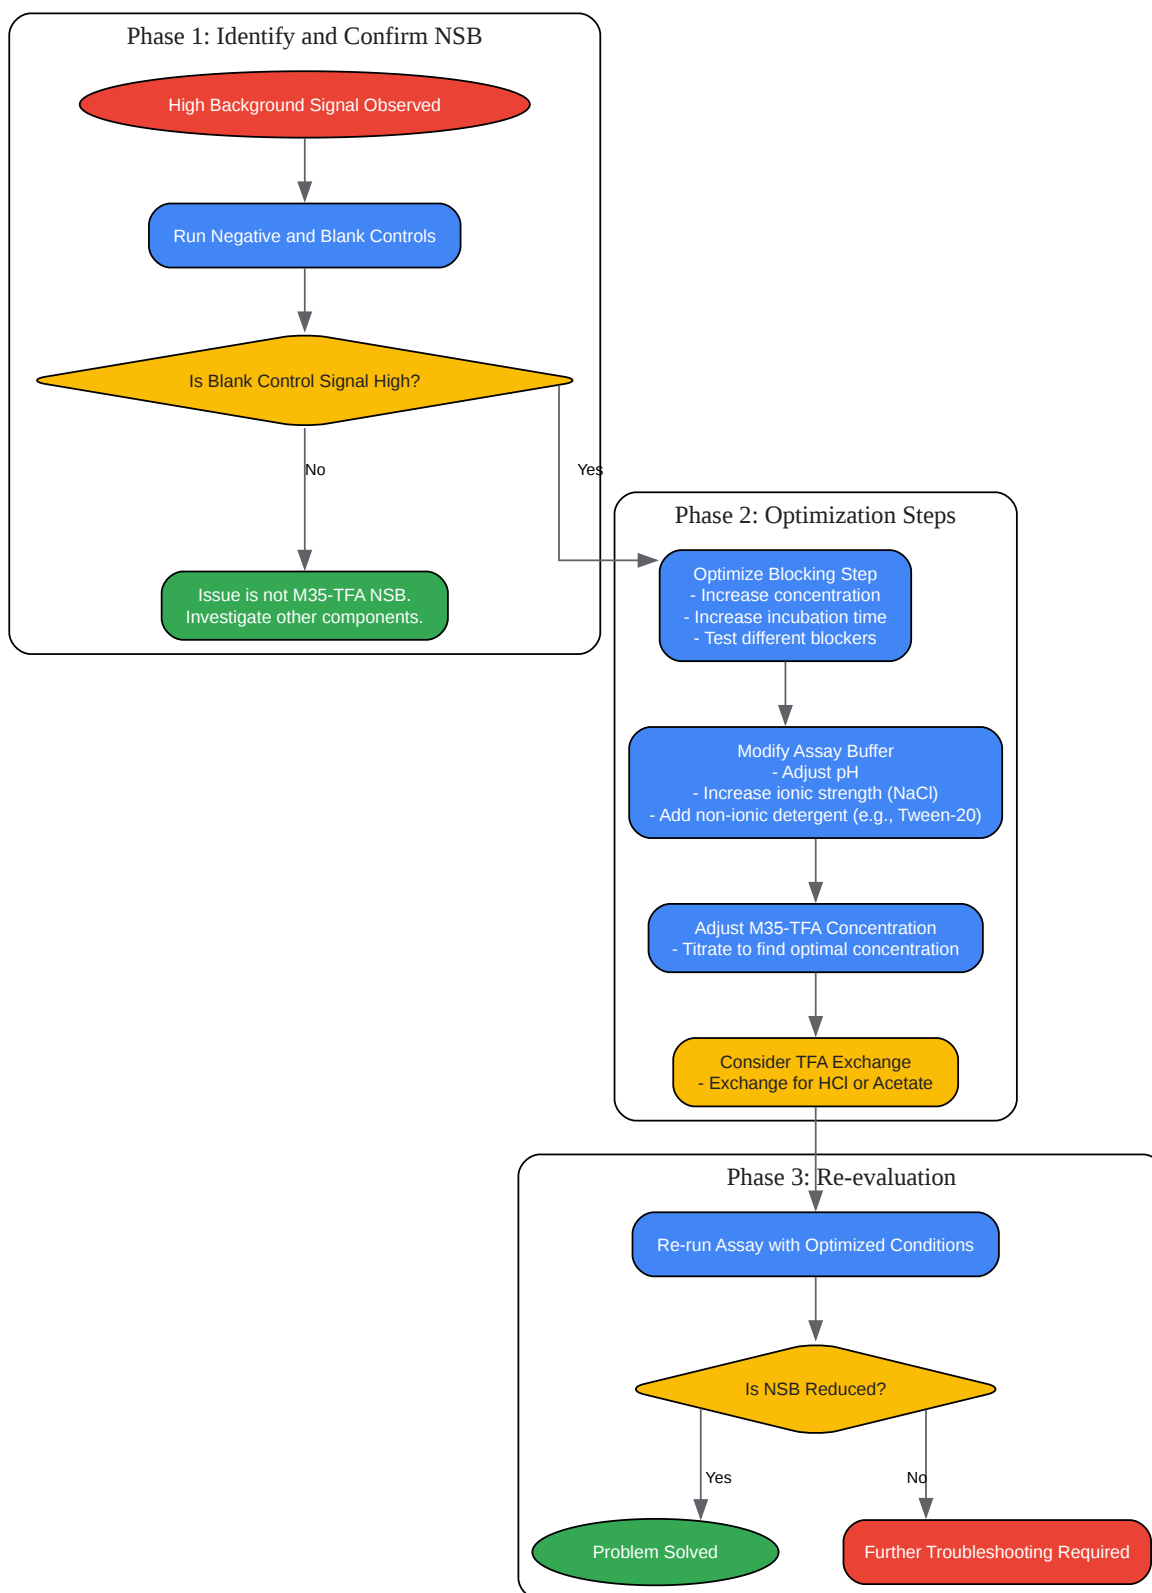 Phase 1: Identify and Confirm NSB
High Background Signal Observed
Run Negative and Blank Controls
Is Blank Control Signal High?
No
Yes
Issue is not M35-TFA NSB.
Investigate other components.
Phase 2: Optimization Steps
Optimize Blocking Step
- Increase concentration
- Increase incubation time
- Test different blockers
Modify Assay Buffer
- Adjust pH
- Increase ionic strength (NaCl)
- Add non-ionic detergent (e.g., Tween-20)
Adjust M35-TFA Concentration
- Titrate to find optimal concentration
Consider TFA Exchange
- Exchange for HCl or Acetate
Phase 3: Re-evaluation
Re-run Assay with Optimized Conditions
Is NSB Reduced?
Yes
No
Problem Solved
Further Troubleshooting Required